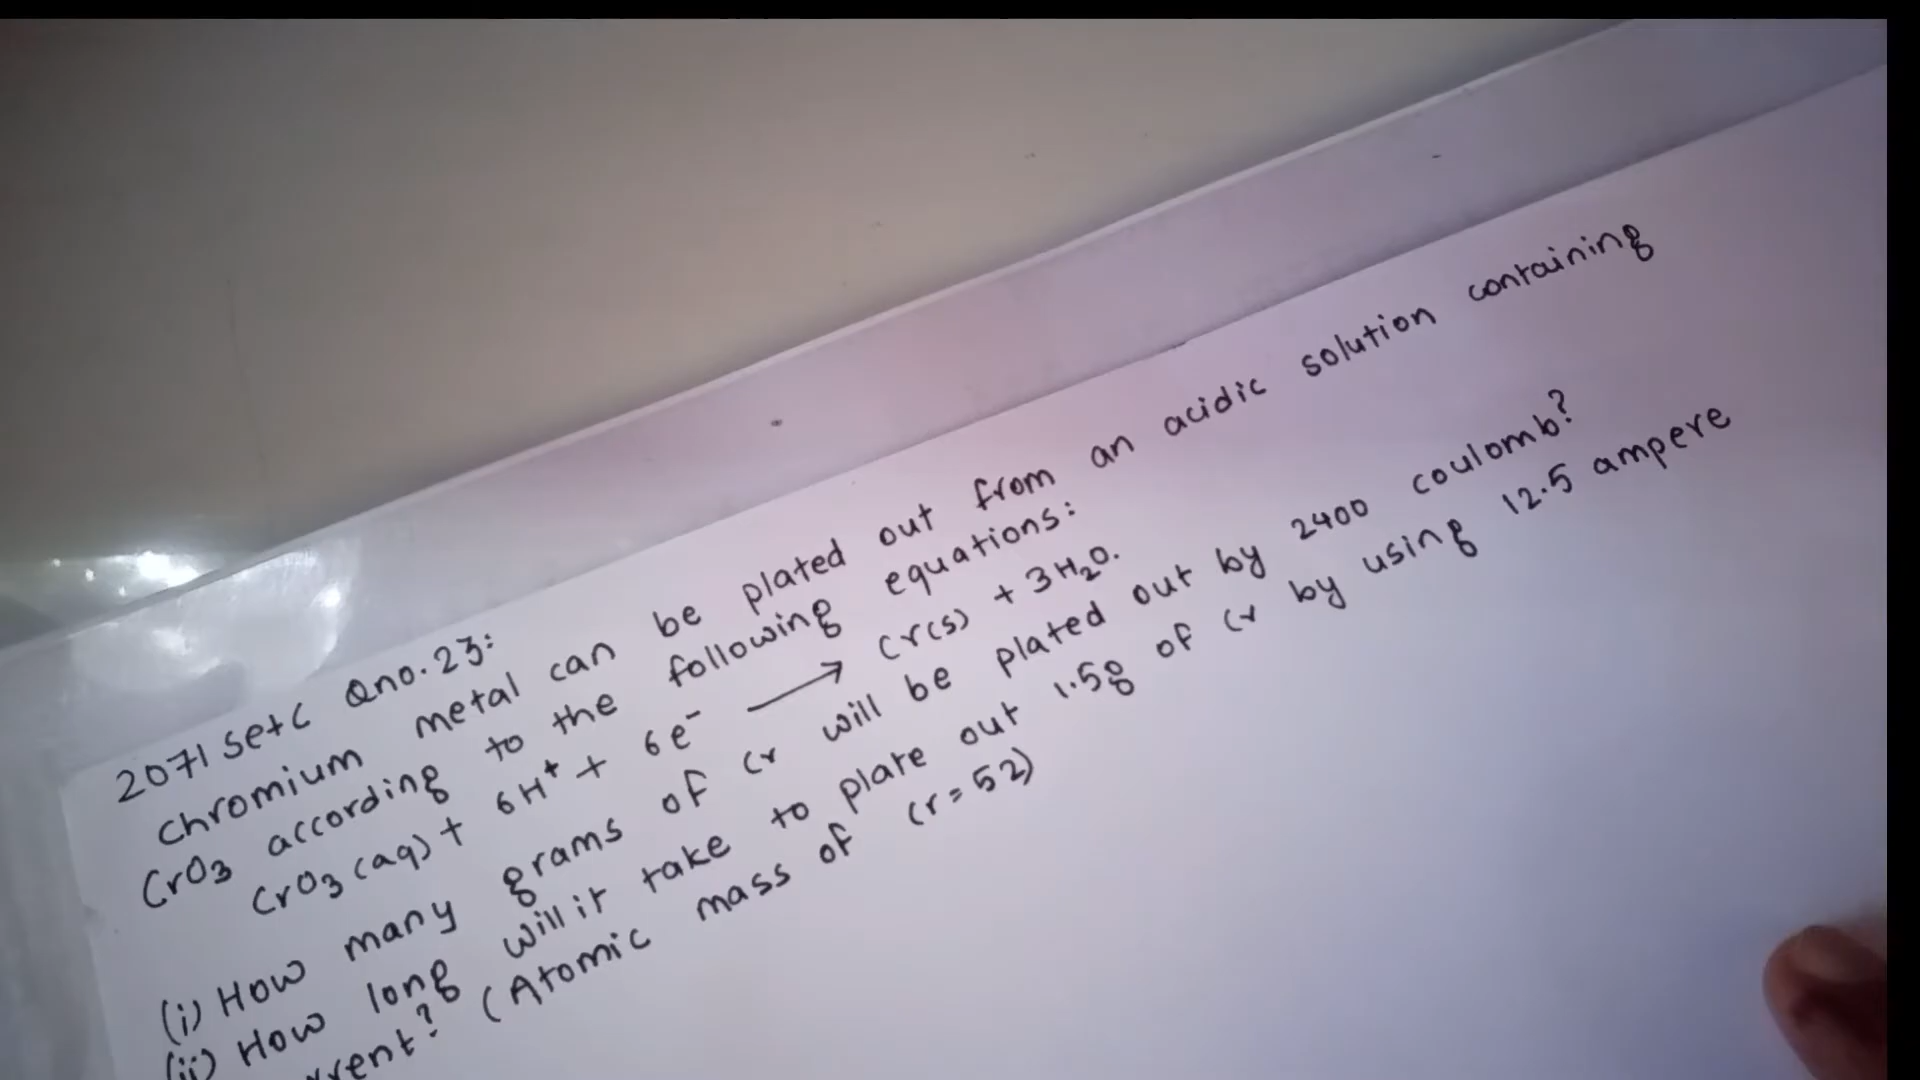 2071 Set C Qno. 23:
Chromium metal can be plated out from an acidic solution containing
CrO3 according to the following equations:
CrO3 (aq) + 6H+ + 6e- → Cr(s) + 3H2O.
(i) How many grams of Cr will be plated out by 2400 coulomb?
(ii) How long will it take to plate out 1.5g of Cr by using 12.5 ampere
(Atomic mass of Cr = 52)